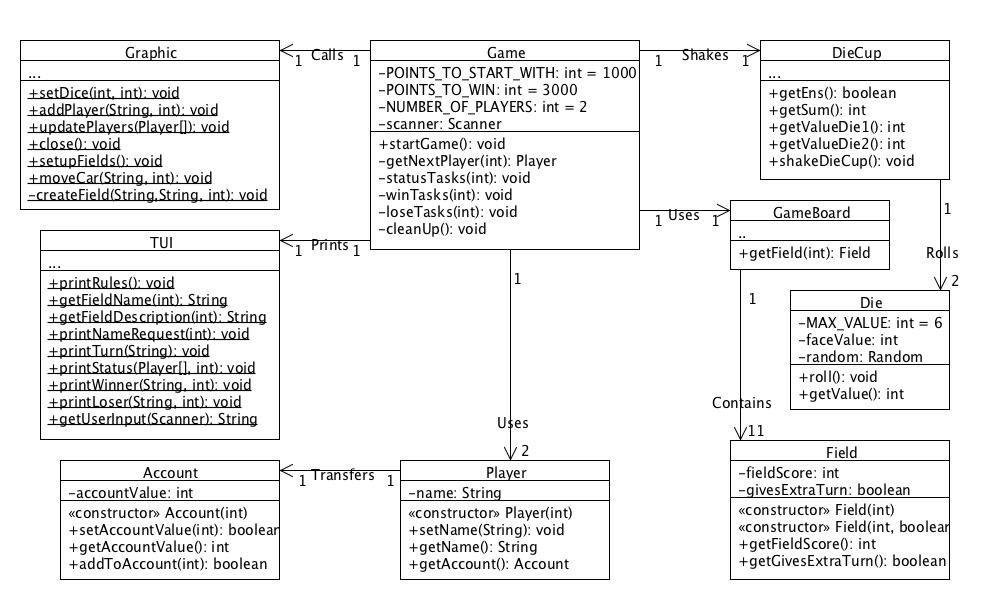 Graphic
...
+setDice(int, int): void
+addPlayer(String, int): void
+updatePlayers(Player[]): void
+close(): void
+setupFields(): void
+moveCar(String, int): void
-createField(String,String, int): void
1 Calls 1
Game
-POINTS_TO_START_WITH: int = 1000
-POINTS_TO_WIN: int = 3000
-NUMBER_OF_PLAYERS: int = 2
-scanner: Scanner
+startGame(): void
-getNextPlayer(int): Player
-statusTasks(int): void
-winTasks(int): void
-loseTasks(int): void
-cleanUp(): void
1 Shakes 1
DieCup
...
+getEns(): boolean
+getSum(): int
+getValueDie1(): int
+getValueDie2(): int
+shakeDieCup(): void
1 Uses 1
GameBoard
..
+getField(int): Field
1
Rolls
2
TUI
...
+printRules(): void
+getFieldName(int): String
+getFieldDescription(int): String
+printNameRequest(int): void
+printTurn(String): void
+printStatus(Player[], int): void
+printWinner(String, int): void
+printLoser(String, int): void
+getUserInput(Scanner): String
1 Prints 1
1
Uses
2
1
Contains
11
Die
-MAX_VALUE: int = 6
-faceValue: int
-random: Random
+roll(): void
+getValue(): int
Account
-accountValue: int
«constructor» Account(int)
+setAccountValue(int): boolean
+getAccountValue(): int
+addToAccount(int): boolean
1 Transfers 1
Player
-name: String
«constructor» Player(int)
+setName(String): void
+getName(): String
+getAccount(): Account
Field
-fieldScore: int
-givesExtraTurn: boolean
«constructor» Field(int)
«constructor» Field(int, boolear
+getFieldScore(): int
+getGivesExtraTurn(): boolean